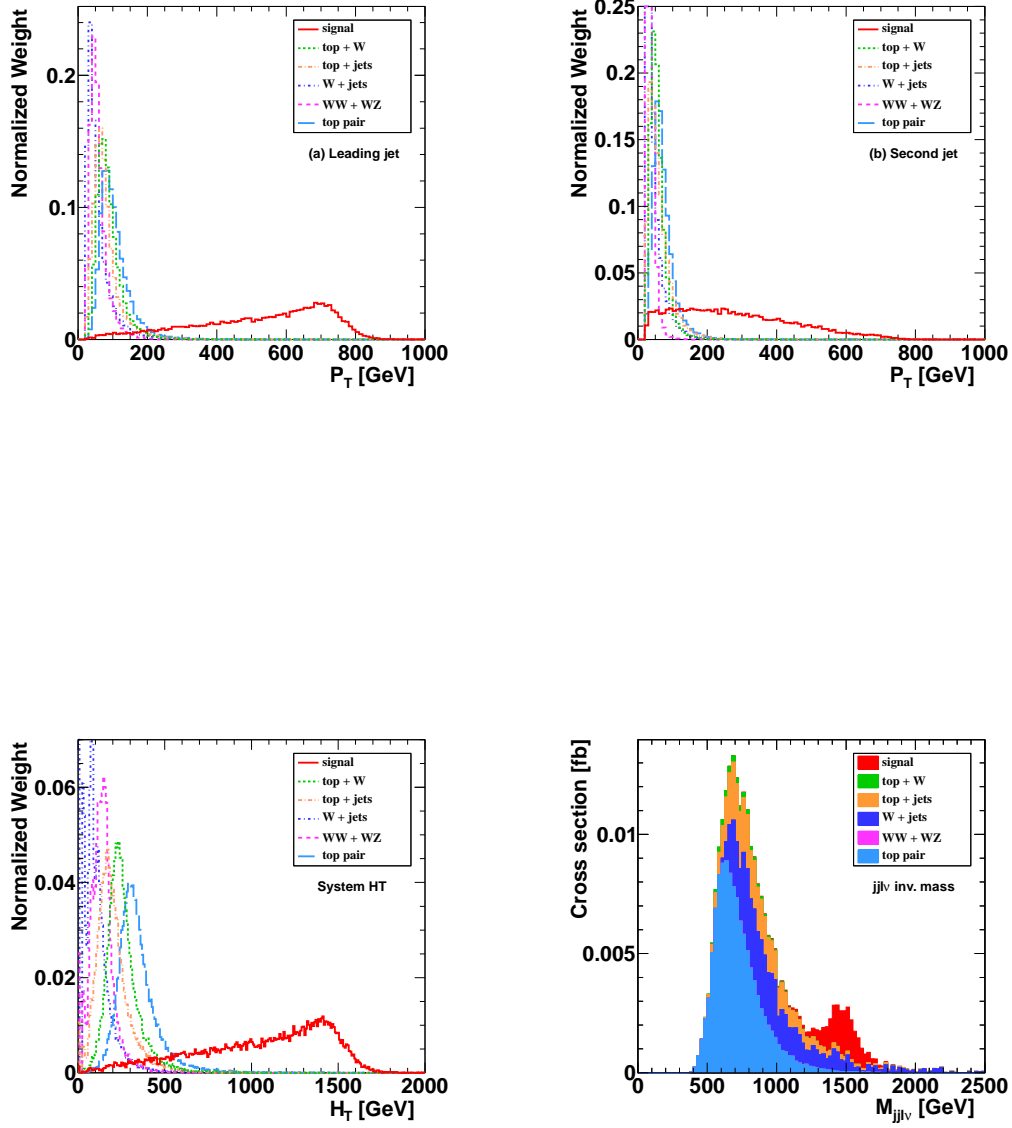 Normalized Weight
0.2
0.1
0
signal
top + W
top + jets
W + jets
WW + WZ
top pair
(a) Leading jet
0 200 400 600 800 1000
P_T [GeV]
Normalized Weight
0.25
0.2
0.15
0.1
0.05
0
signal
top + W
top + jets
W + jets
WW + WZ
top pair
(b) Second jet
0 200 400 600 800 1000
P_T [GeV]
Normalized Weight
0.06
0.04
0.02
0
signal
top + W
top + jets
W + jets
WW + WZ
top pair
System HT
0 500 1000 1500 2000
H_T [GeV]
Cross section [fb]
0.01
0.005
0
signal
top + W
top + jets
W + jets
WW + WZ
top pair
jjlν inv. mass
0 500 1000 1500 2000 2500
M_jjlν [GeV]